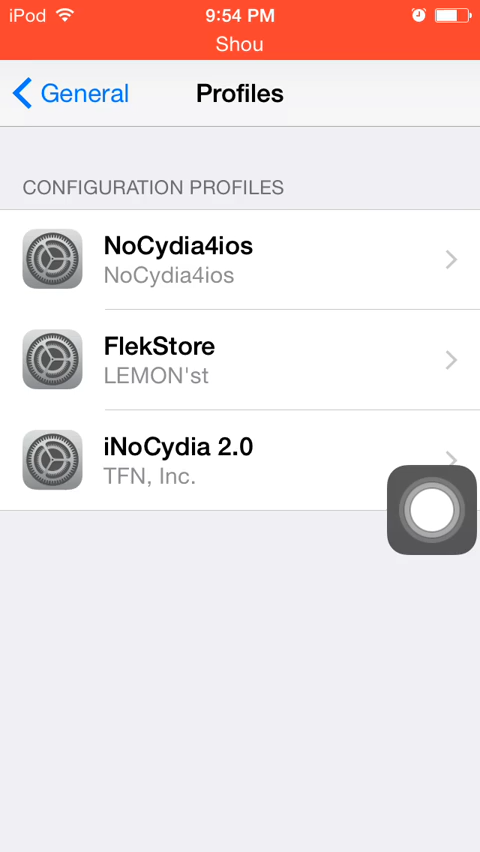 iPod 9:54 PM
Shou
General Profiles
CONFIGURATION PROFILES
NoCydia4ios
NoCydia4ios
FlekStore
LEMON'st
iNoCydia 2.0
TFN, Inc.